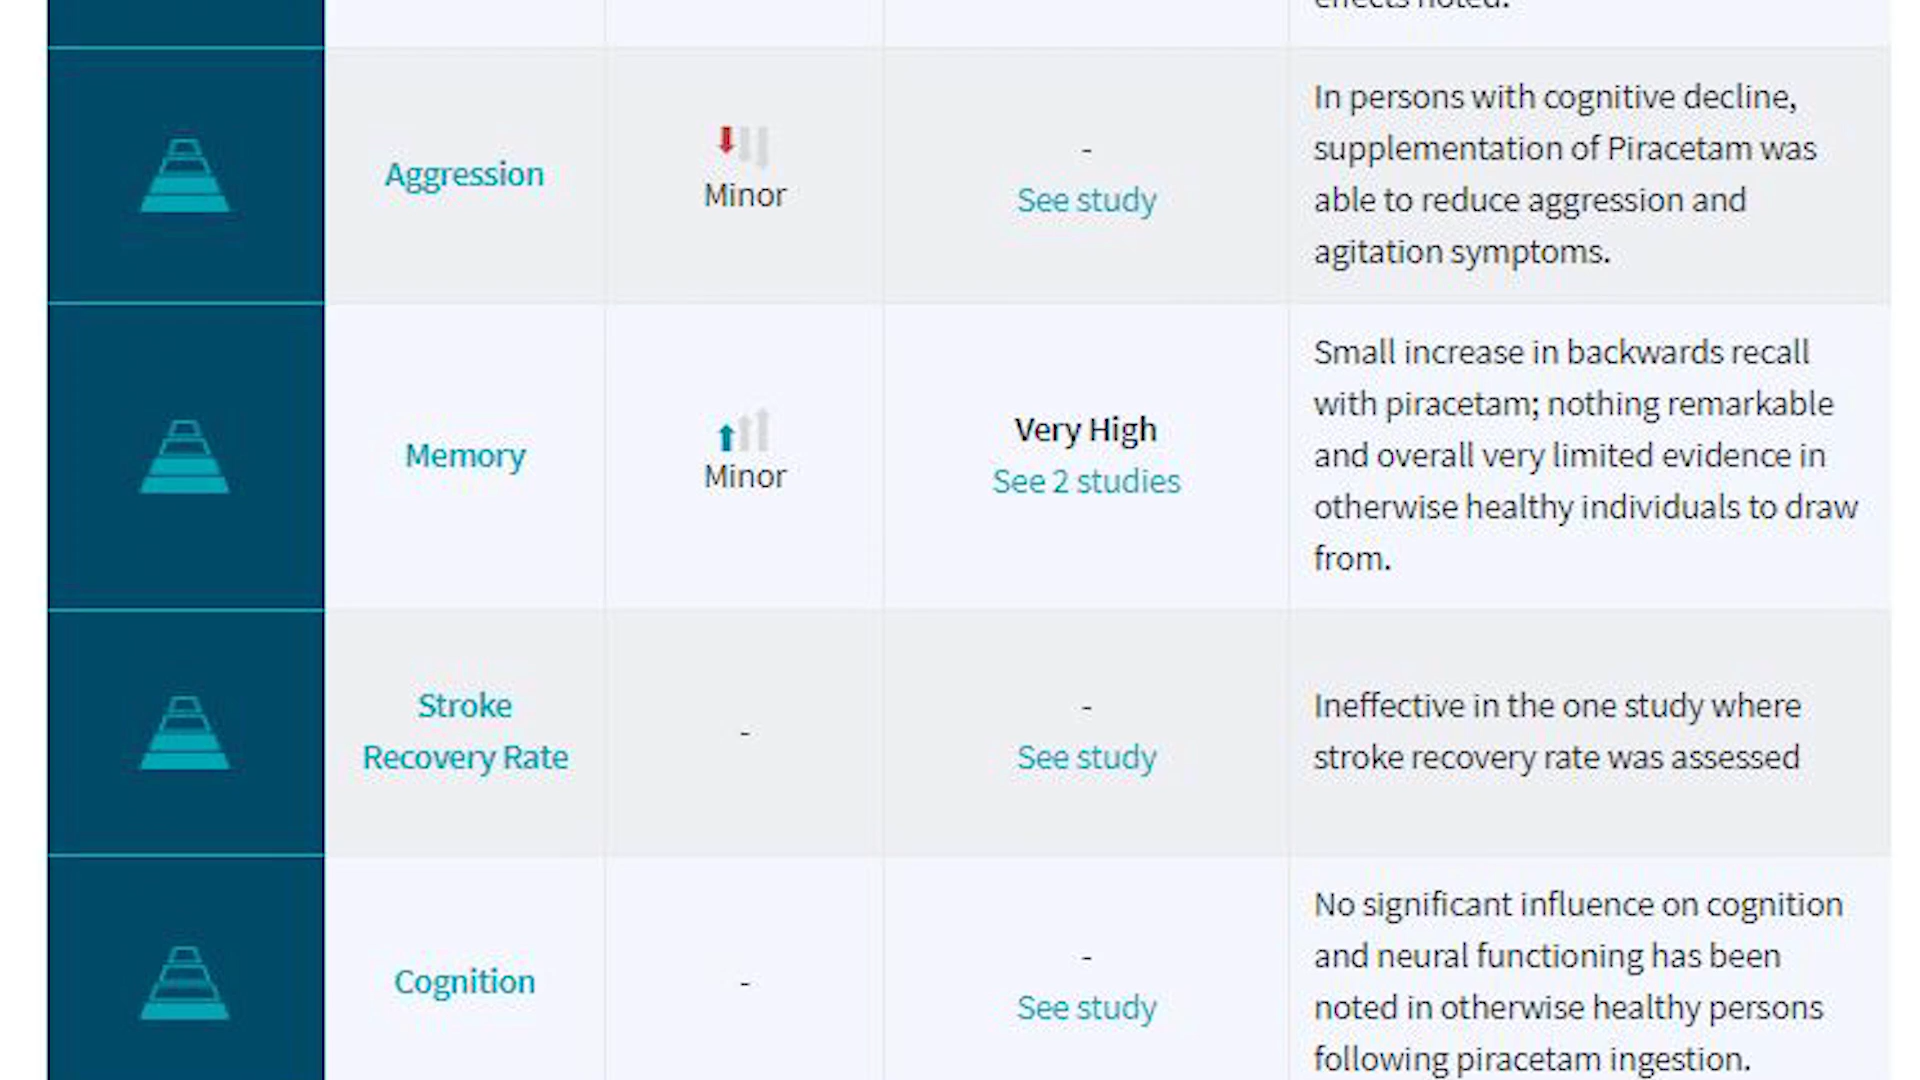 effects noted.
Aggression
Minor
-
See study
In persons with cognitive decline,
supplementation of Piracetam was
able to reduce aggression and
agitation symptoms.
Memory
Minor
Very High
See 2 studies
Small increase in backwards recall
with piracetam; nothing remarkable
and overall very limited evidence in
otherwise healthy individuals to draw
from.
Stroke
Recovery Rate
-
-
See study
Ineffective in the one study where
stroke recovery rate was assessed
Cognition
-
-
See study
No significant influence on cognition
and neural functioning has been
noted in otherwise healthy persons
following piracetam ingestion.